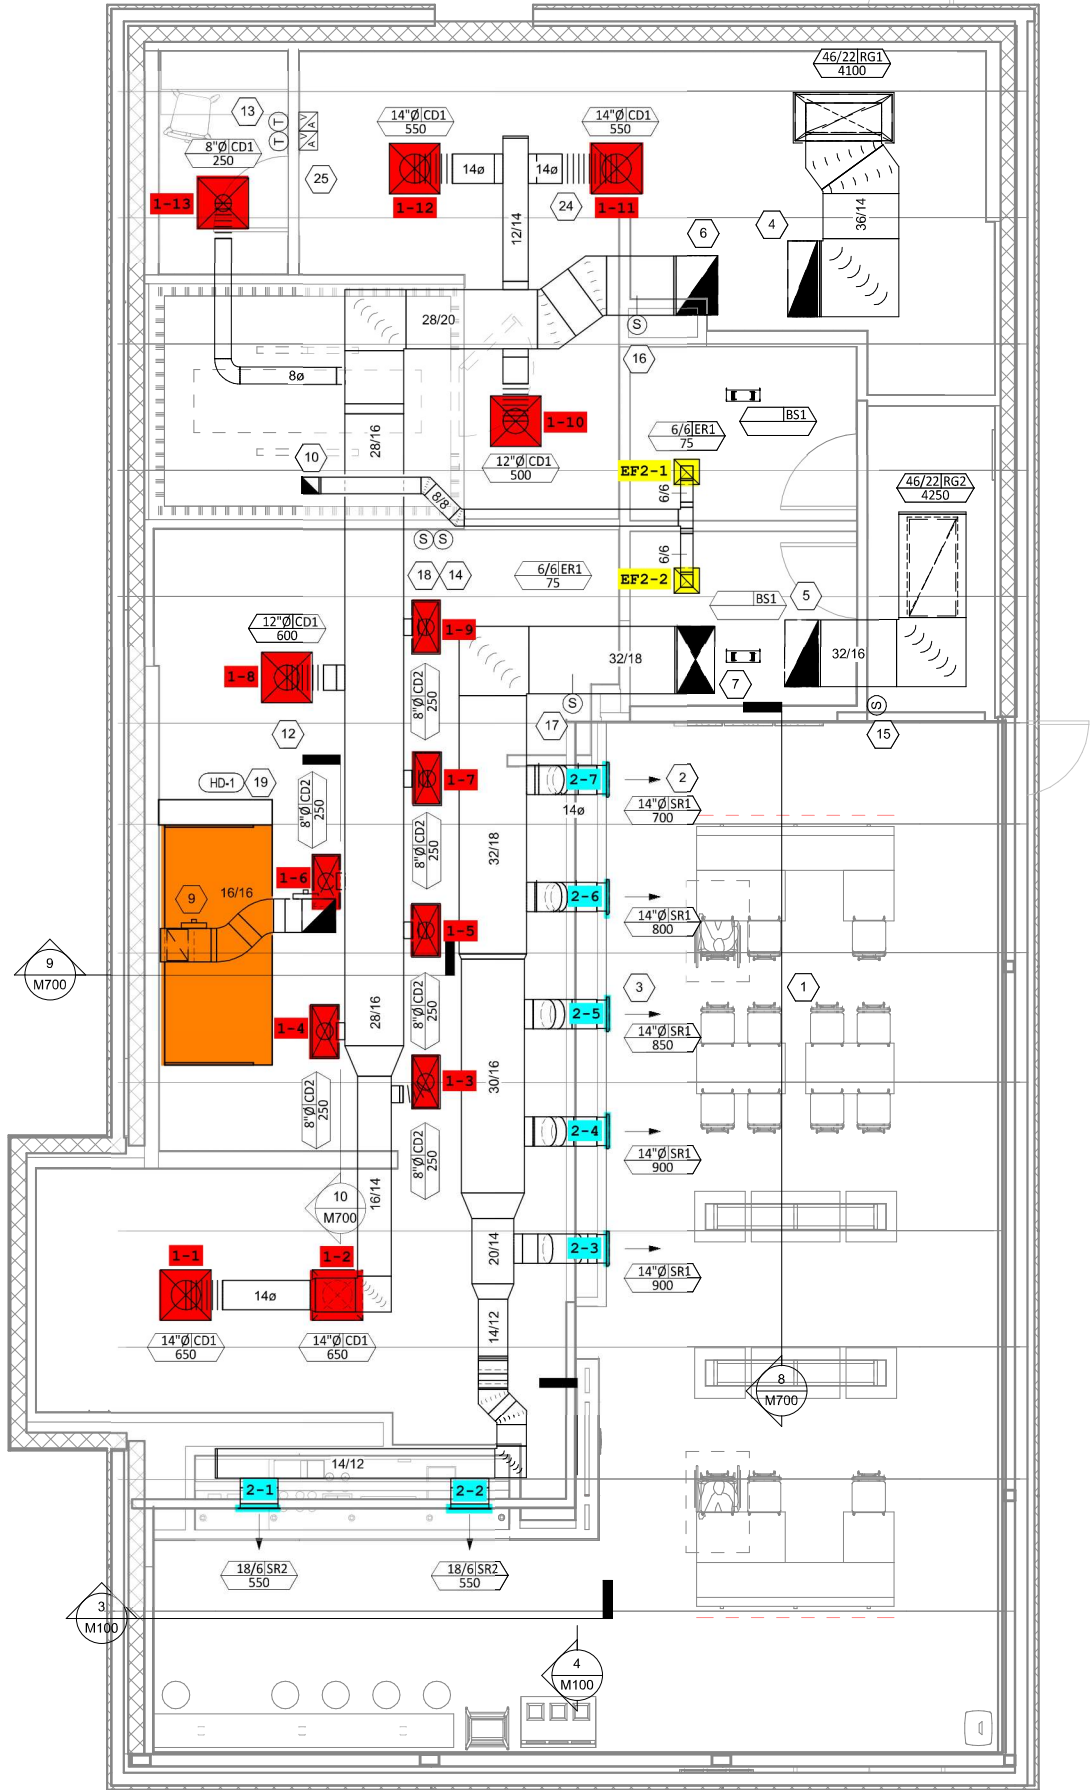 46/22 RG1
4100
13
14"Ø CD1
550
14"Ø CD1
550
T
T
V
A
V
A
8"Ø CD1
250
25
14ø
14ø
1-13
1-12
24
1-11
36/14
4
6
12/14
28/20
S
16
8ø
BS1
1-10
6/6 ER1
75
28/16
10
12"Ø CD1
500
EF2-1
46/22 RG2
4250
8/8
6/6
S
S
6/6
18
14
6/6 ER1
75
EF2-2
5
BS1
12"Ø CD1
600
1-9
32/18
32/16
1-8
7
8"Ø CD2
250
S
S
12
17
15
HD-1
19
1-7
2-7
2
8"Ø CD2
250
14ø
14"Ø SR1
700
8"Ø CD2
250
32/18
1-6
16/16
9
2-6
14"Ø SR1
800
1-5
9
M700
3
1
28/16
8"Ø CD2
250
1-4
2-5
14"Ø SR1
850
30/16
1-3
8"Ø CD2
250
2-4
14"Ø SR1
900
8"Ø CD2
250
10
M700
16/14
20/14
2-3
1-1
1-2
14"Ø SR1
900
14ø
14/12
14"Ø CD1
650
14"Ø CD1
650
8
M700
14/12
2-1
2-2
18/6 SR2
550
18/6 SR2
550
3
M100
4
M100